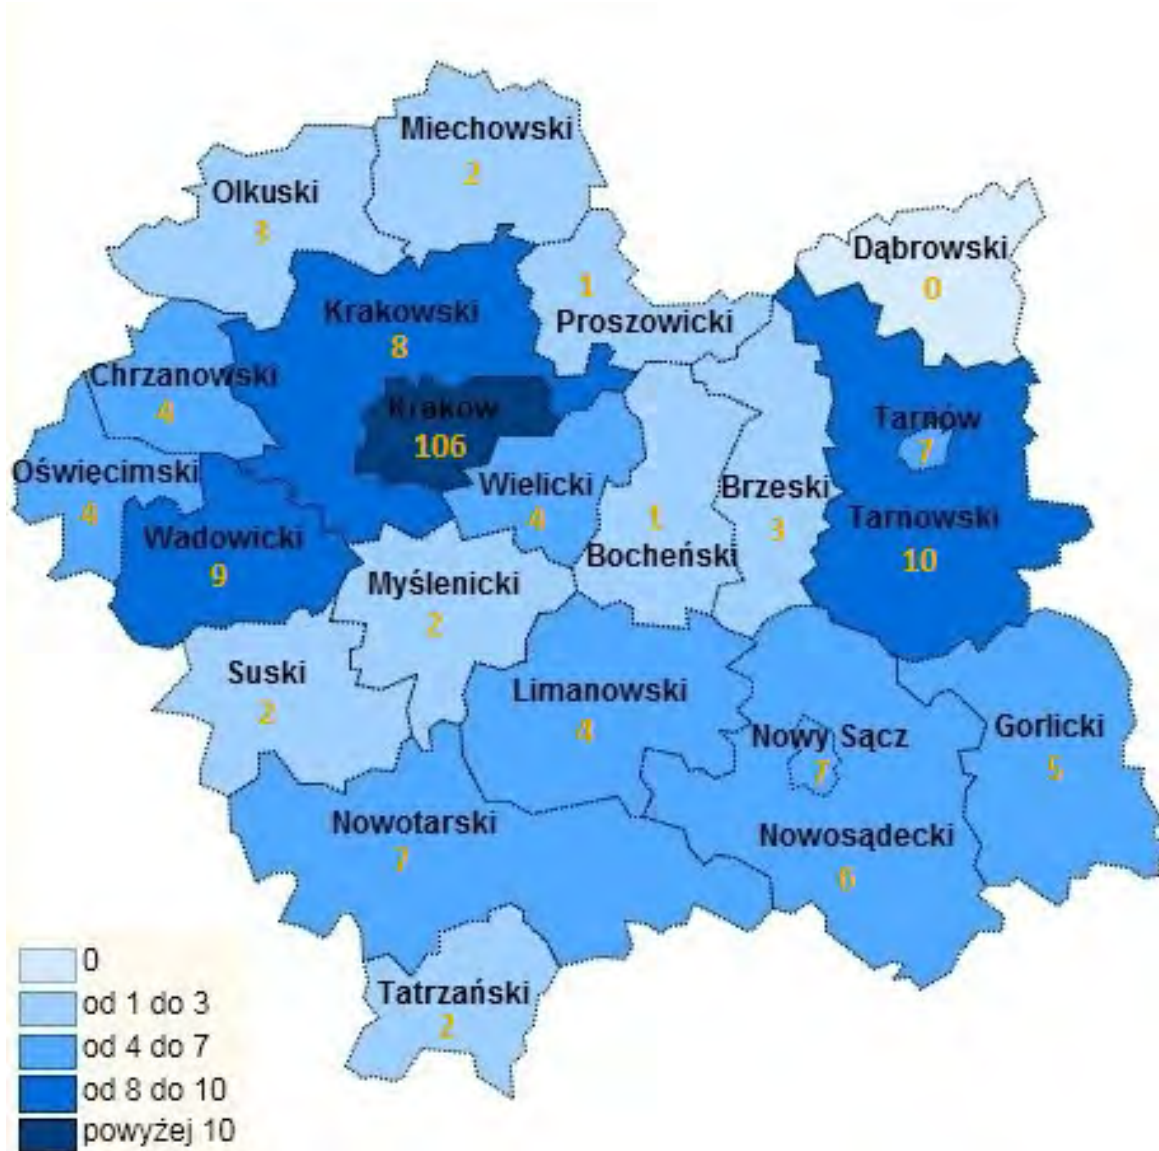 Miechowski
2
Olkuski
3
Dąbrowski
0
Krakowski
8
1
Proszowicki
Chrzanowski
4
Kraków
106
Tarnów
7
Oświęcimski
4
Wielicki
4
Brzeski
3
1
Bocheński
Tarnowski
10
Wadowicki
9
Myślenicki
2
Suski
2
Limanowski
4
Nowy Sącz
7
Gorlicki
5
Nowotarski
7
Nowosądecki
6
Tatrzański
2
0
od 1 do 3
od 4 do 7
od 8 do 10
powyżej 10